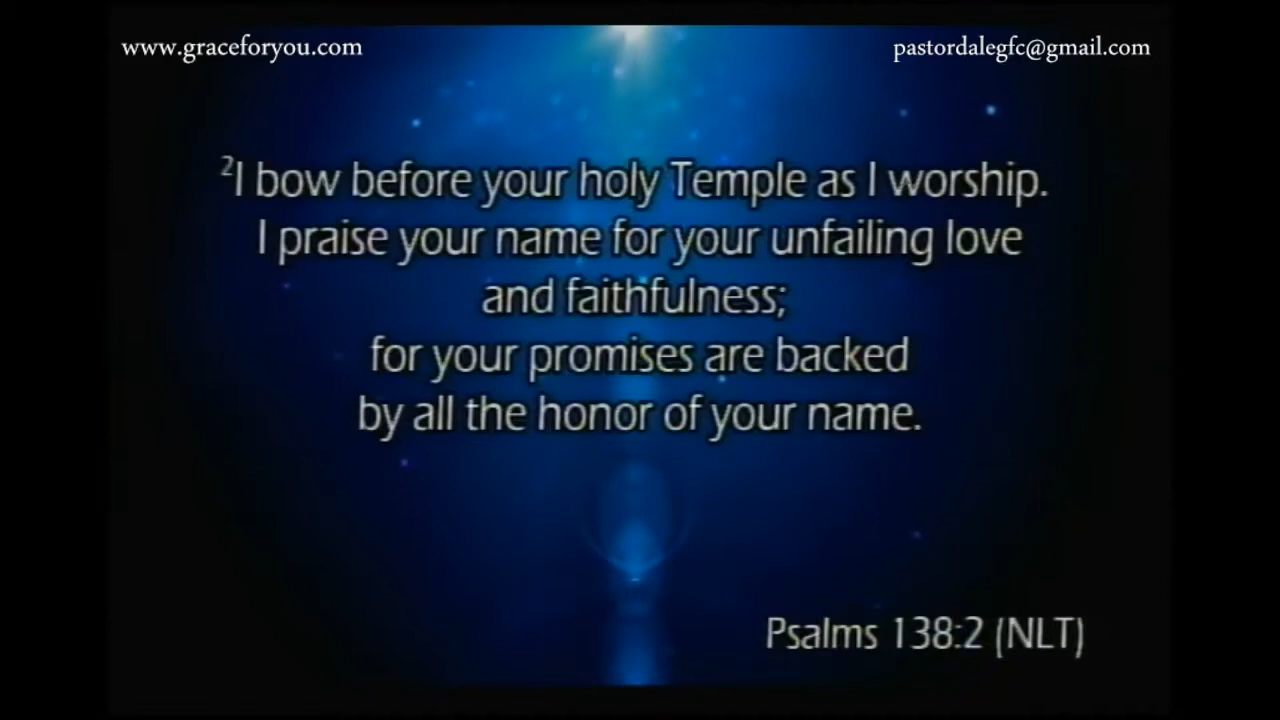 www.graceforyou.com
pastordalegfc@gmail.com
²I bow before your holy Temple as I worship.
I praise your name for your unfailing love
and faithfulness;
for your promises are backed
by all the honor of your name.
Psalms 138:2 (NLT)